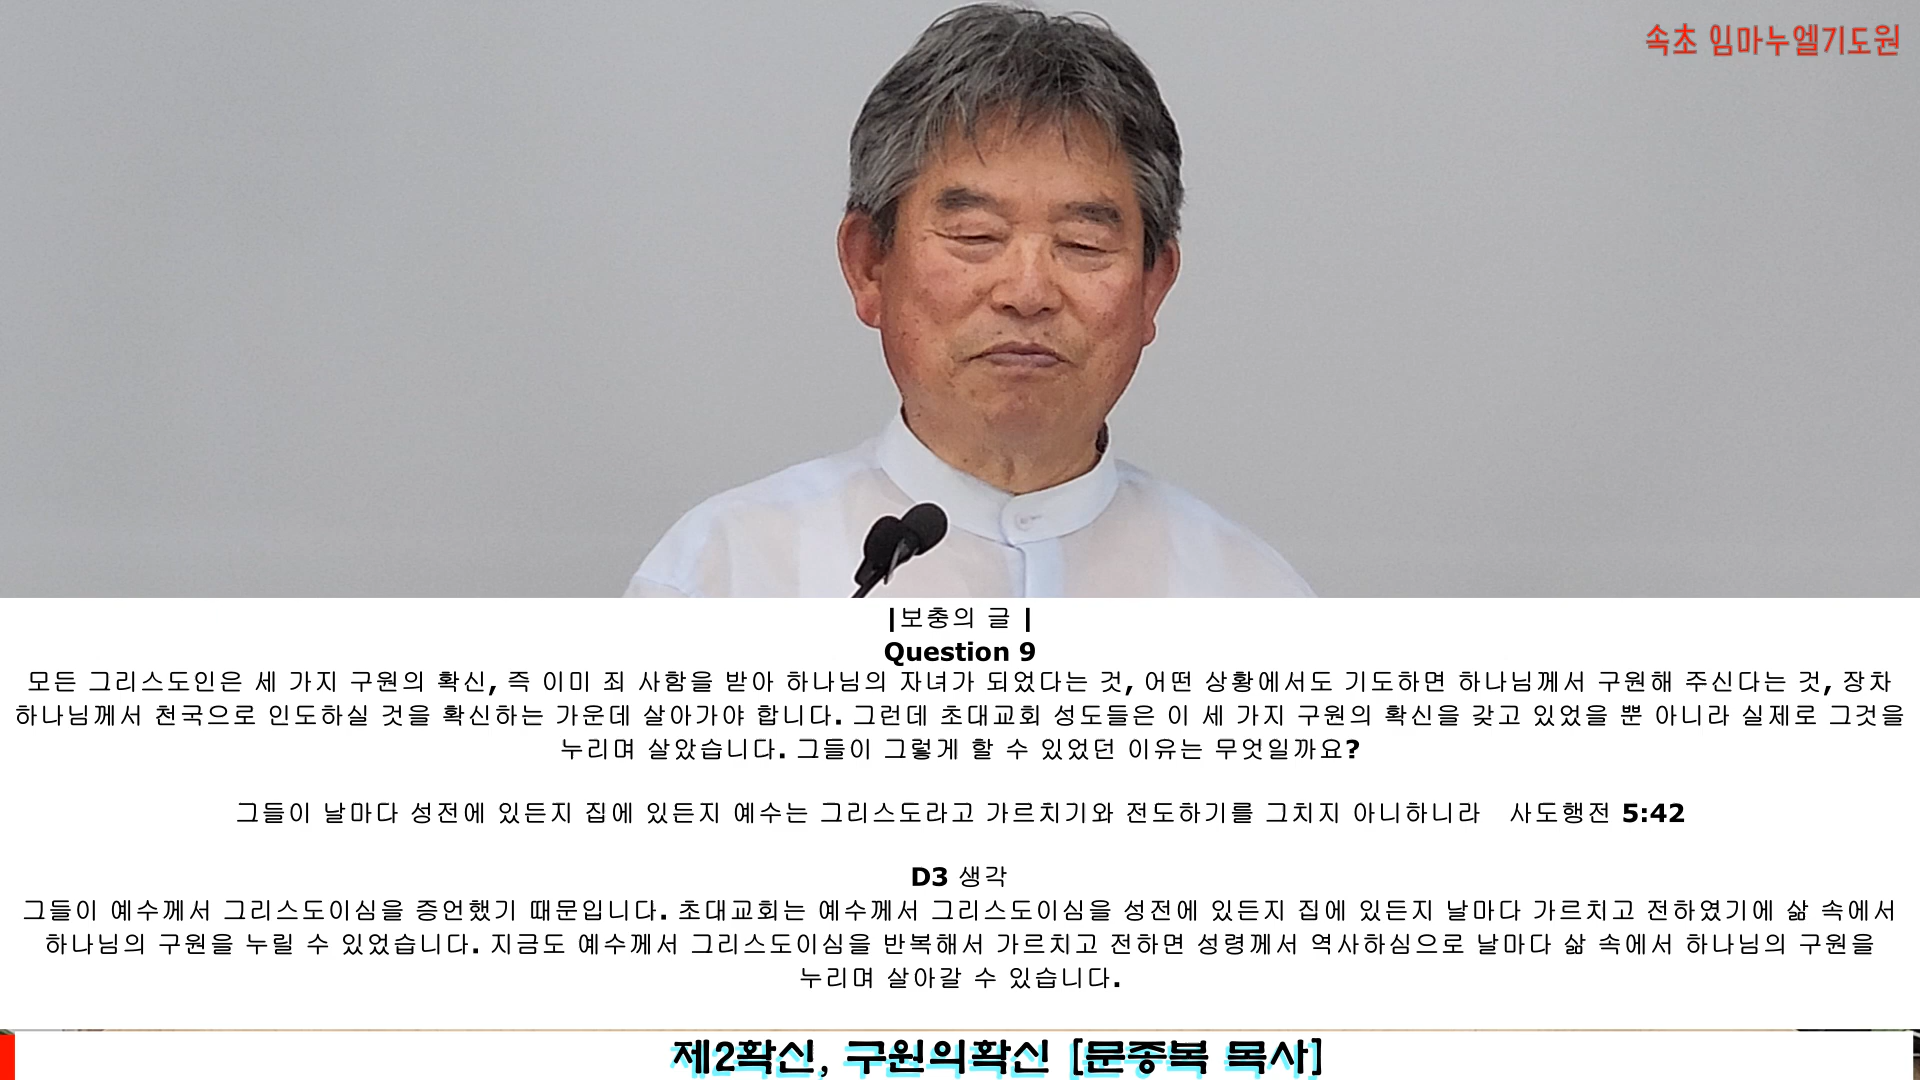 속초 임마누엘기도원
|보충의 글 |
Question 9
모든 그리스도인은 세 가지 구원의 확신, 즉 이미 죄 사함을 받아 하나님의 자녀가 되었다는 것, 어떤 상황에서도 기도하면 하나님께서 구원해 주신다는 것, 장차
하나님께서 천국으로 인도하실 것을 확신하는 가운데 살아가야 합니다. 그런데 초대교회 성도들은 이 세 가지 구원의 확신을 갖고 있었을 뿐 아니라 실제로 그것을
누리며 살았습니다. 그들이 그렇게 할 수 있었던 이유는 무엇일까요?
그들이 날마다 성전에 있든지 집에 있든지 예수는 그리스도라고 가르치기와 전도하기를 그치지 아니하니라 사도행전 5:42
D3 생각
그들이 예수께서 그리스도이심을 증언했기 때문입니다. 초대교회는 예수께서 그리스도이심을 성전에 있든지 집에 있든지 날마다 가르치고 전하였기에 삶 속에서
하나님의 구원을 누릴 수 있었습니다. 지금도 예수께서 그리스도이심을 반복해서 가르치고 전하면 성령께서 역사하심으로 날마다 삶 속에서 하나님의 구원을
누리며 살아갈 수 있습니다.
제2확신, 구원의확신 [문종복 목사]